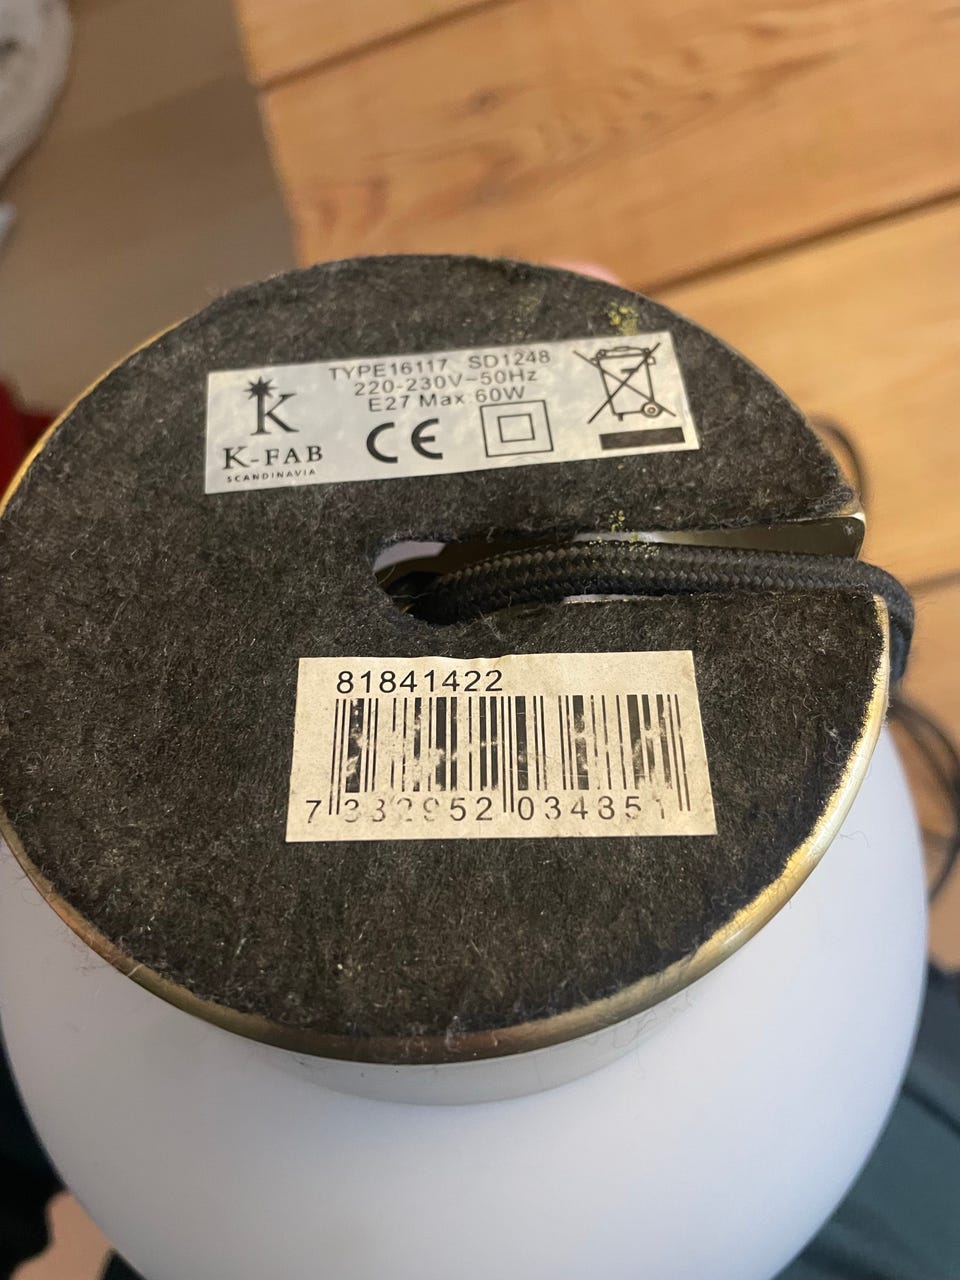 K
K-FAB
SCANDINAVIA
TYPE16117 SD1248
220-230V~50Hz
E27 Max 60W
CE
81841422